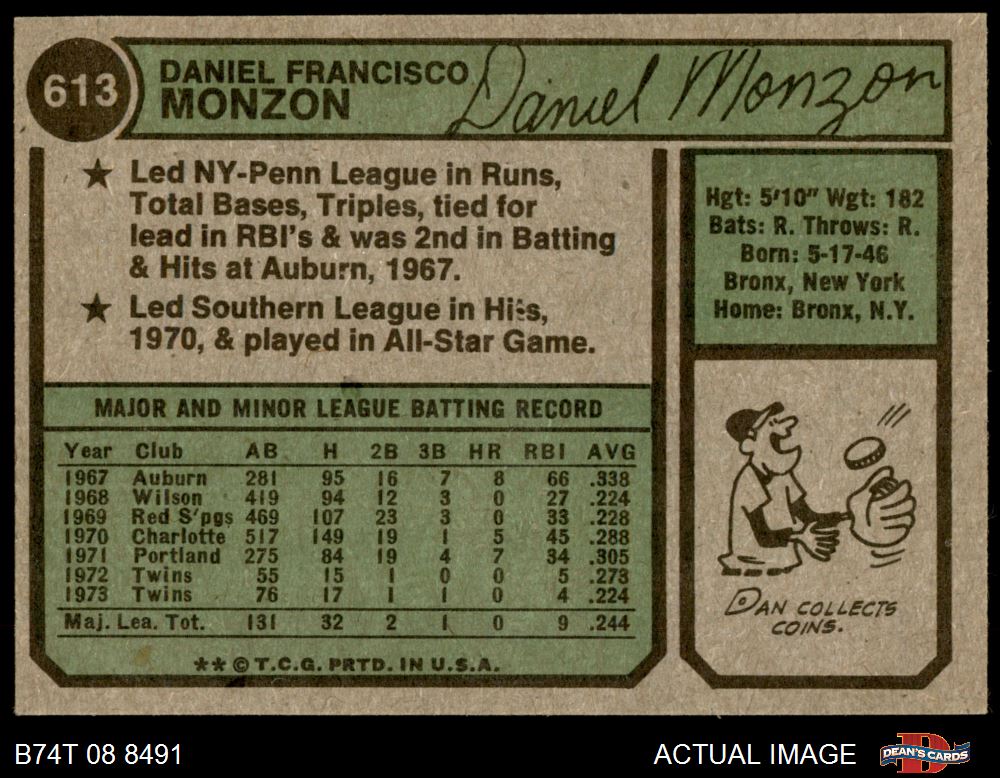 613
DANIEL FRANCISCO
MONZON
Daniel Monzon
★ Led NY-Penn League in Runs,
Total Bases, Triples, tied for
lead in RBI's & was 2nd in Batting
& Hits at Auburn, 1967.
★ Led Southern League in Hits,
1970, & played in All-Star Game.
Hgt: 5'10" Wgt: 182
Bats: R. Throws: R.
Born: 5-17-46
Bronx, New York
Home: Bronx, N.Y.
MAJOR AND MINOR LEAGUE BATTING RECORD
Year Club AB H 2B 3B HR RBI AVG
1967 Auburn 281 95 16 7 8 66 .338
1968 Wilson 419 94 12 3 0 27 .224
1969 Red S'pgs 469 107 23 3 0 33 .228
1970 Charlotte 517 149 19 1 5 45 .288
1971 Portland 275 84 19 4 7 34 .305
1972 Twins 55 15 1 0 0 5 .273
1973 Twins 76 17 1 1 0 4 .224
Maj. Lea. Tot. 131 32 2 1 0 9 .244
**© T.C.G. PRTD. IN U.S.A.
DAN COLLECTS
COINS.
B74T 08 8491
ACTUAL IMAGE
DEAN'S CARDS